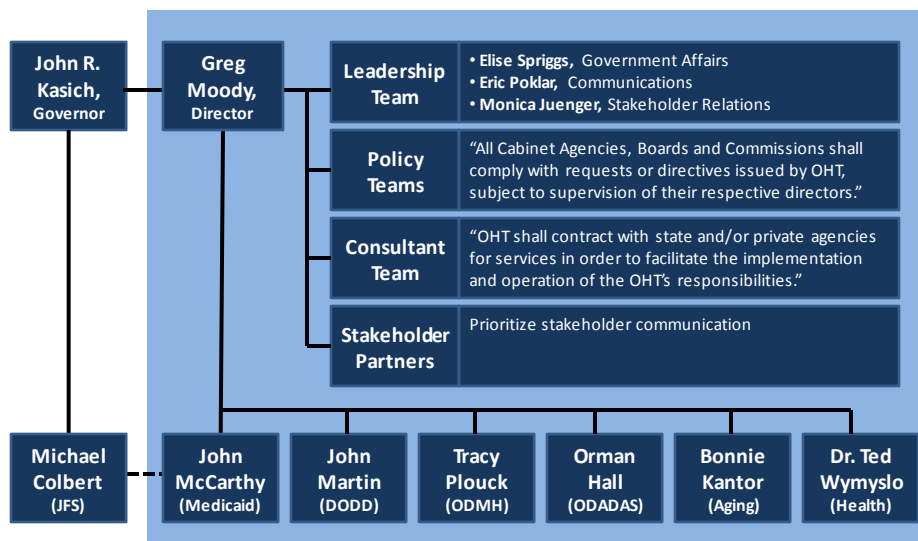 John R.
Kasich,
Governor
Greg
Moody,
Director
Leadership
Team
• Elise Spriggs, Government Affairs
• Eric Poklar, Communications
• Monica Juenger, Stakeholder Relations
Policy
Teams
“All Cabinet Agencies, Boards and Commissions shall
comply with requests or directives issued by OHT,
subject to supervision of their respective directors.”
Consultant
Team
“OHT shall contract with state and/or private agencies
for services in order to facilitate the implementation
and operation of the OHT’s responsibilities.”
Stakeholder
Partners
Prioritize stakeholder communication
Michael
Colbert
(JFS)
John
McCarthy
(Medicaid)
John
Martin
(DODD)
Tracy
Plouck
(ODMH)
Orman
Hall
(ODADAS)
Bonnie
Kantor
(Aging)
Dr. Ted
Wymyslo
(Health)